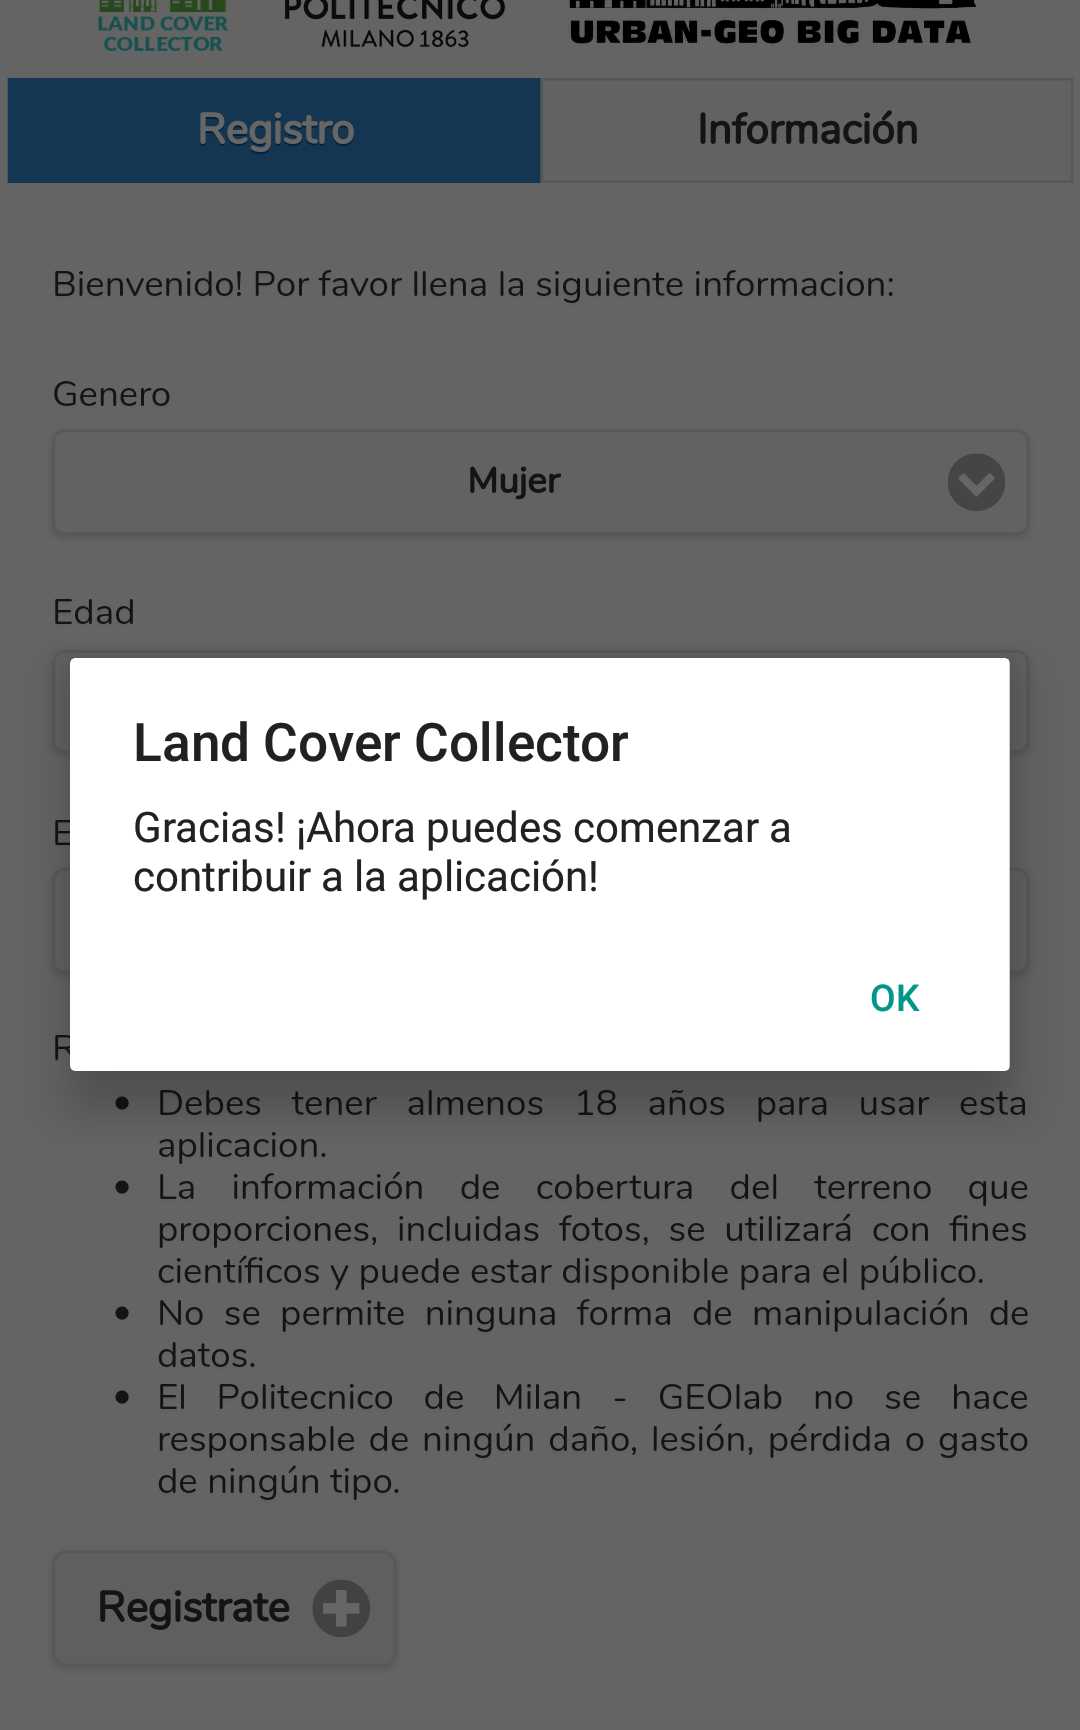 LAND COVER
COLLECTOR
POLITECNICO
MILANO 1863
URBAN-GEO BIG DATA
Registro
Información
Bienvenido! Por favor llena la siguiente informacion:
Genero
Mujer
Edad
Land Cover Collector
Gracias! ¡Ahora puedes comenzar a
contribuir a la aplicación!
OK
Debes tener almenos 18 años para usar esta
aplicacion.
La información de cobertura del terreno que
proporciones, incluidas fotos, se utilizará con fines
científicos y puede estar disponible para el público.
No se permite ninguna forma de manipulación de
datos.
El Politecnico de Milan - GEOlab no se hace
responsable de ningún daño, lesión, pérdida o gasto
de ningún tipo.
Registrate